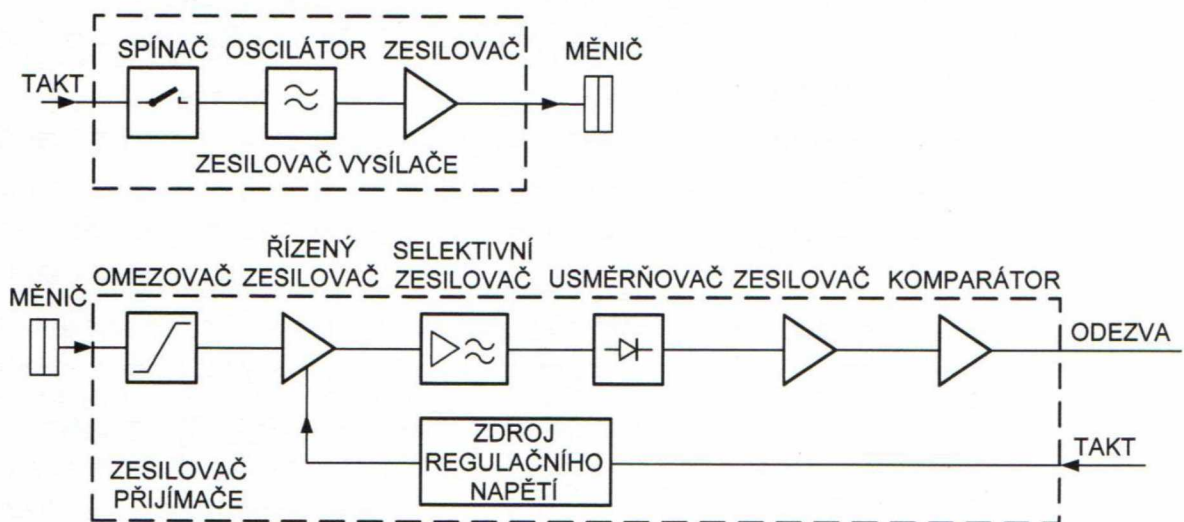 SPÍNAČ OSCILÁTOR ZESILOVAČ MĚNIČ
TAKT
ZESILOVAČ VYSÍLAČE
ŘÍZENÝ SELEKTIVNÍ
OMEZOVAČ ZESILOVAČ ZESILOVAČ USMĚRŇOVAČ ZESILOVAČ KOMPARÁTOR
MĚNIČ
ODEZVA
ZDROJ
REGULAČNÍHO
NAPĚTÍ
TAKT
ZESILOVAČ
PŘIJÍMAČE